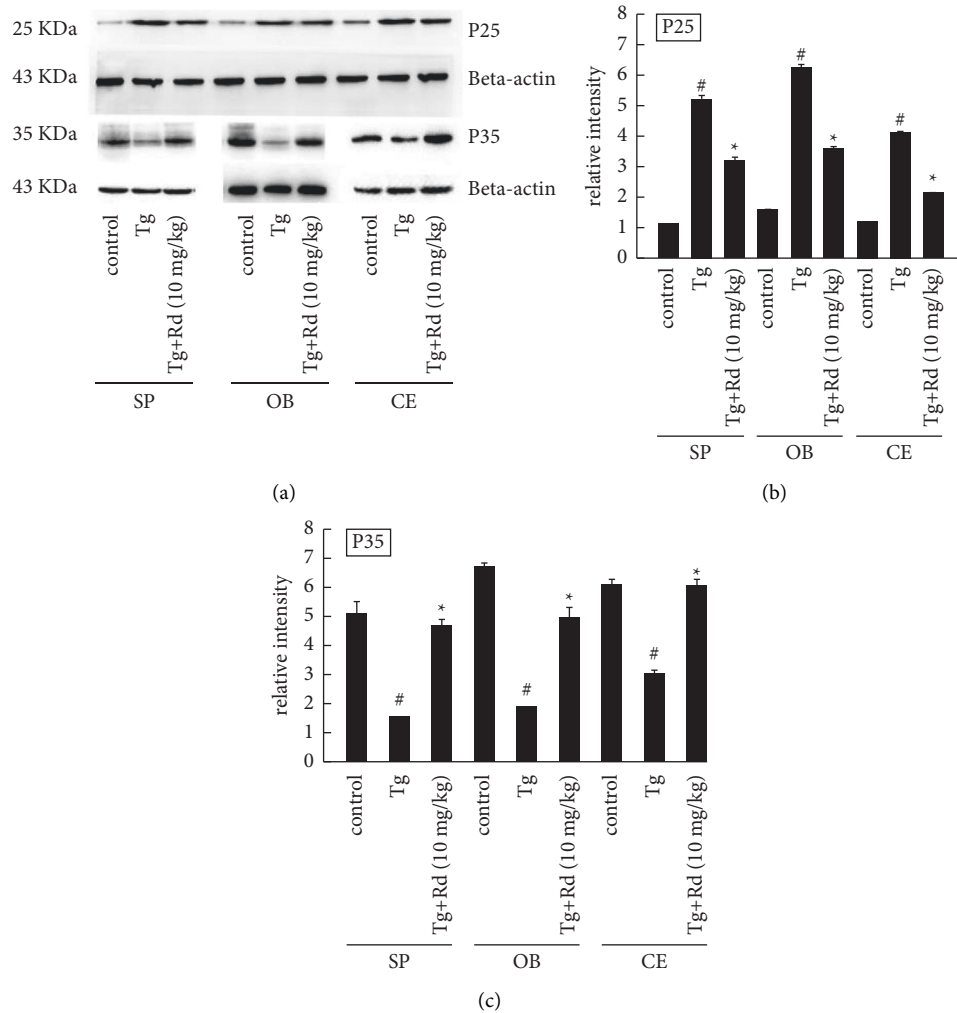 25 KDa
P25
43 KDa
Beta-actin
35 KDa
P35
43 KDa
Beta-actin
control
Tg
Tg+Rd (10 mg/kg)
control
Tg
Tg+Rd (10 mg/kg)
control
Tg
Tg+Rd (10 mg/kg)
SP
OB
CE
(a)
P25
relative intensity
8
7
6
5
4
3
2
1
0
#
*
#
*
#
*
control
Tg
Tg+Rd (10 mg/kg)
control
Tg
Tg+Rd (10 mg/kg)
control
Tg
Tg+Rd (10 mg/kg)
SP
OB
CE
(b)
P35
relative intensity
8
7
6
5
4
3
2
1
0
#
*
#
*
#
*
control
Tg
Tg+Rd (10 mg/kg)
control
Tg
Tg+Rd (10 mg/kg)
control
Tg
Tg+Rd (10 mg/kg)
SP
OB
CE
(c)